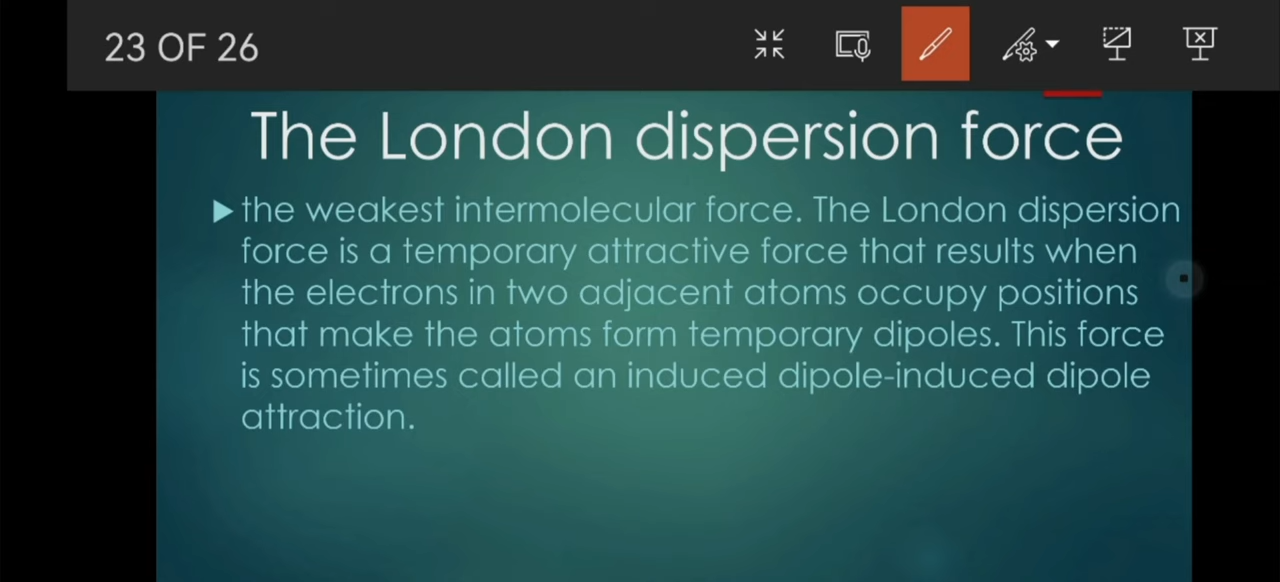 23 OF 26
The London dispersion force
the weakest intermolecular force. The London dispersion
force is a temporary attractive force that results when
the electrons in two adjacent atoms occupy positions
that make the atoms form temporary dipoles. This force
is sometimes called an induced dipole-induced dipole
attraction.